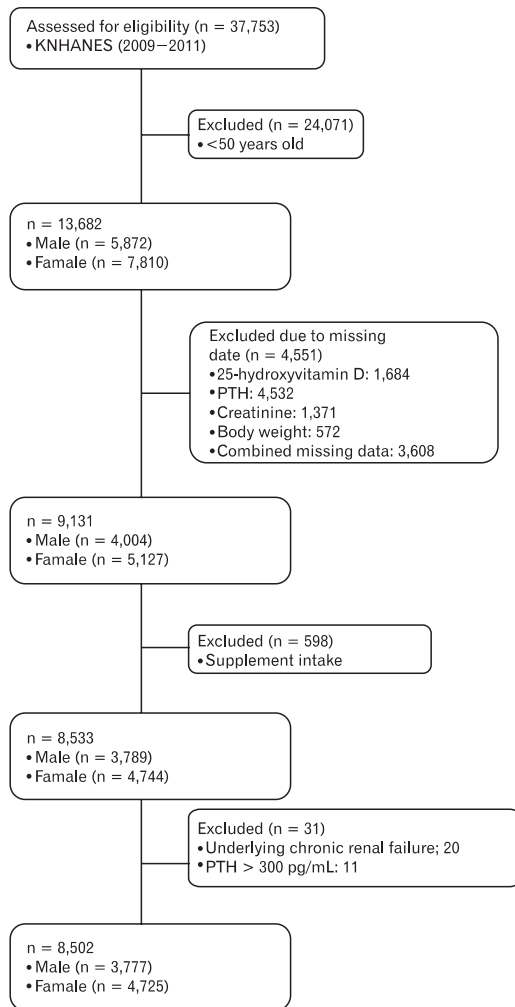 Assessed for eligibility (n = 37,753)
• KNHANES (2009–2011)
Excluded (n = 24,071)
• <50 years old
n = 13,682
• Male (n = 5,872)
• Famale (n = 7,810)
Excluded due to missing
date (n = 4,551)
• 25-hydroxyvitamin D: 1,684
• PTH: 4,532
• Creatinine: 1,371
• Body weight: 572
• Combined missing data: 3,608
n = 9,131
• Male (n = 4,004)
• Famale (n = 5,127)
Excluded (n = 598)
• Supplement intake
n = 8,533
• Male (n = 3,789)
• Famale (n = 4,744)
Excluded (n = 31)
• Underlying chronic renal failure; 20
• PTH > 300 pg/mL: 11
n = 8,502
• Male (n = 3,777)
• Female (n = 4,725)